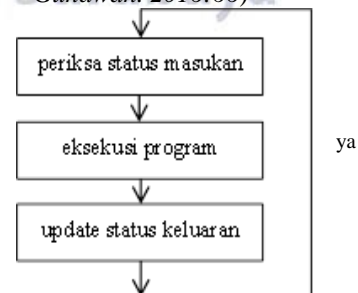 periksa status masukan
eksekusi program
ya
update status keluaran